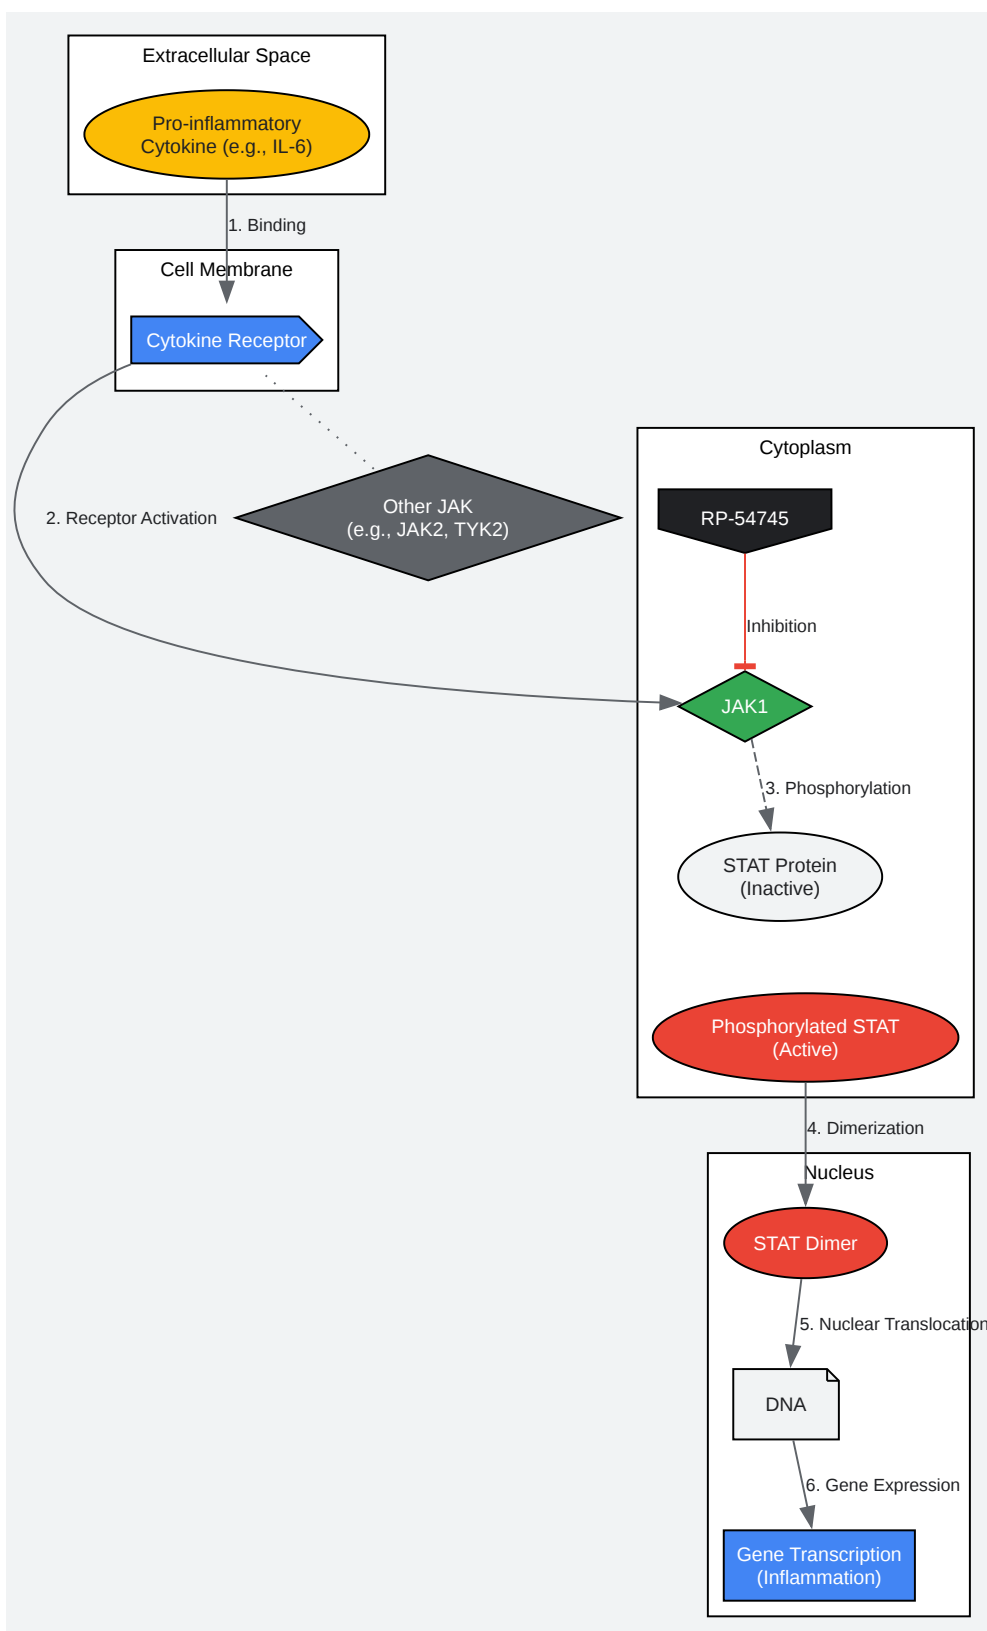 Extracellular Space
Pro-inflammatory
Cytokine (e.g., IL-6)
1. Binding
Cell Membrane
Cytokine Receptor
Cytoplasm
2. Receptor Activation
Other JAK
(e.g., JAK2, TYK2)
RP-54745
Inhibition
JAK1
3. Phosphorylation
STAT Protein
(Inactive)
Phosphorylated STAT
(Active)
4. Dimerization
Nucleus
STAT Dimer
5. Nuclear Translocation
DNA
6. Gene Expression
Gene Transcription
(Inflammation)